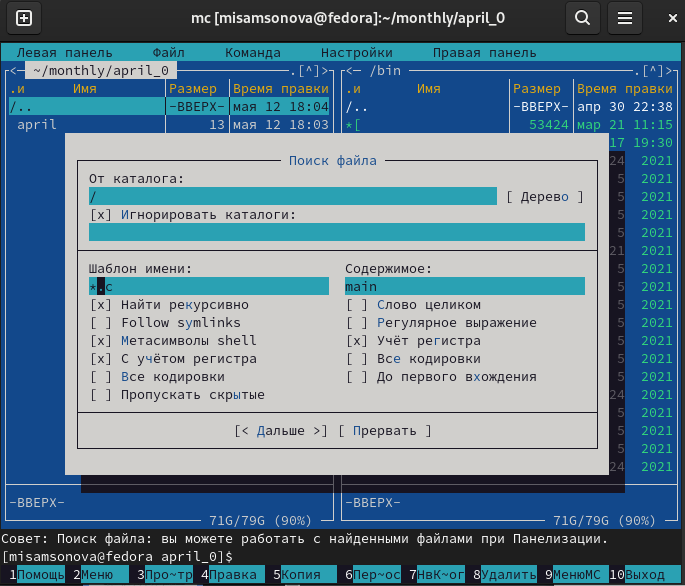 mc [misamsonova@fedora]:~/monthly/april_0
Левая панель Файл Команда Настройки Правая панель
<— ~/monthly/april_0 .[^]> <— /bin .[^]>
.и Имя Размер Время правки .и Имя Размер Время правки
/.. -ВВЕРХ- мая 12 18:04 /.. -ВВЕРХ- апр 30 22:38
april 13 мая 12 18:03 *[ 53424 мар 21 11:15
17 19:30
Поиск файла 24 2021
От каталога: 5 2021
/ [ Дерево ] 5 2021
[x] Игнорировать каталоги: 5 2021
5 2021
21 2021
Шаблон имени: Содержимое: 5 2021
*.c main 5 2021
[x] Найти рекурсивно [ ] Слово целиком 5 2021
[ ] Follow symlinks [ ] Регулярное выражение 5 2021
[x] Метасимволы shell [x] Учёт регистра 5 2021
[x] С учётом регистра [ ] Все кодировки 5 2021
[ ] Все кодировки [ ] До первого вхождения 5 2021
[ ] Пропускать скрытые 24 2021
5 2021
[< Дальше >] [ Прервать ] 5 2021
5 2021
24 2021
-ВВЕРХ- -ВВЕРХ-
71G/79G (90%) 71G/79G (90%)
Совет: Поиск файла: вы можете работать с найденными файлами при Панелизации.
[misamsonova@fedora april_0]$
1Помощь 2Меню 3Про~тр 4Правка 5Копия 6Пер~ос 7НвК~ог 8Удалить 9МенюMC 10Выход